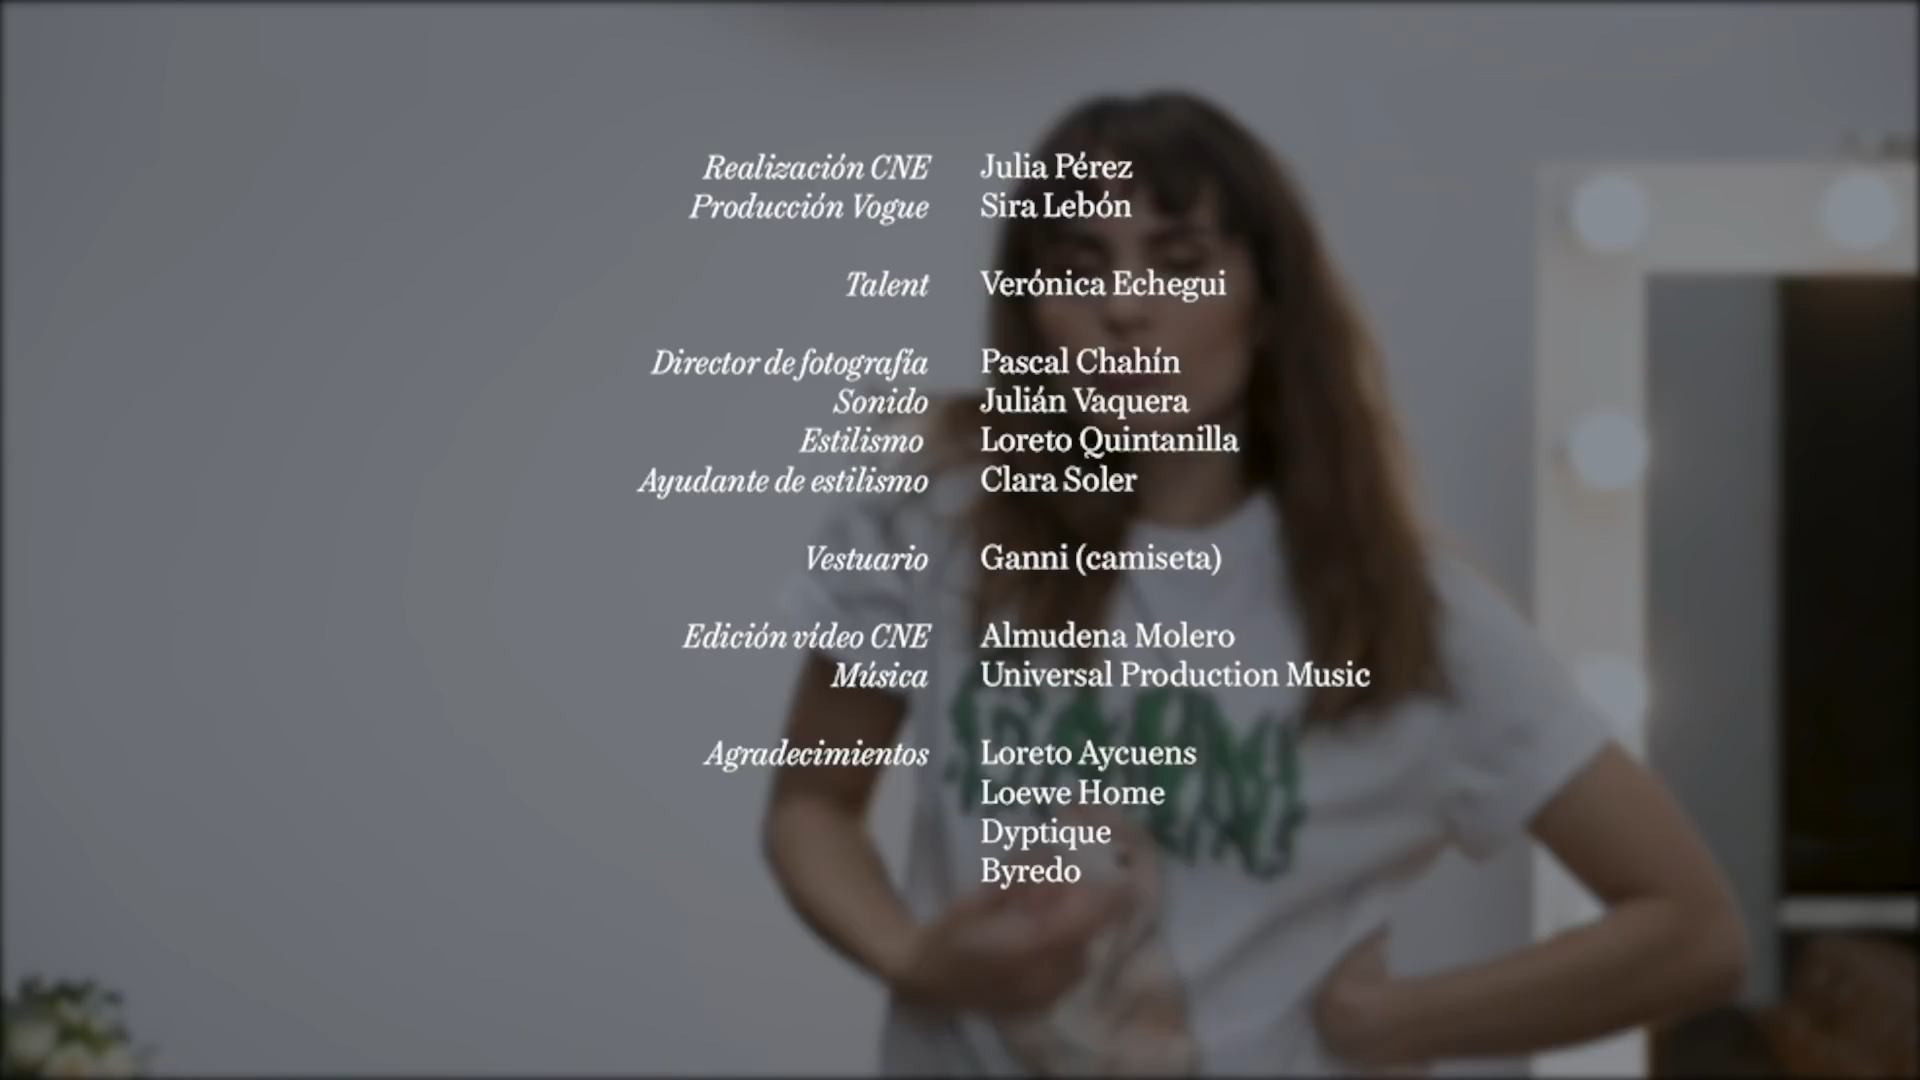 Realización CNE Julia Pérez
Producción Vogue Sira Lebón
Talent Verónica Echegui
Director de fotografía Pascal Chahín
Sonido Julián Vaquera
Estilismo Loreto Quintanilla
Ayudante de estilismo Clara Soler
Vestuario Ganni (camiseta)
Edición vídeo CNE Almudena Molero
Música Universal Production Music
Agradecimientos Loreto Aycuens
Loewe Home
Dyptique
Byredo